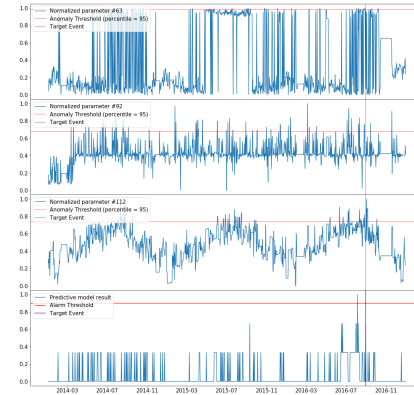 1.0
0.8
0.6
0.4
0.2
0.0
Normalized parameter #63
Anomaly Threshold (percentile = 95)
Target Event
1.0
0.8
0.6
0.4
0.2
0.0
Normalized parameter #92
Anomaly Threshold (percentile = 95)
Target Event
1.0
0.8
0.6
0.4
0.2
0.0
Normalized parameter #112
Anomaly Threshold (percentile = 95)
Target Event
1.0
0.8
0.6
0.4
0.2
0.0
Predictive model result
Alarm Threshold
Target Event
2014-03 2014-07 2014-11 2015-03 2015-07 2015-11 2016-03 2016-07 2016-11